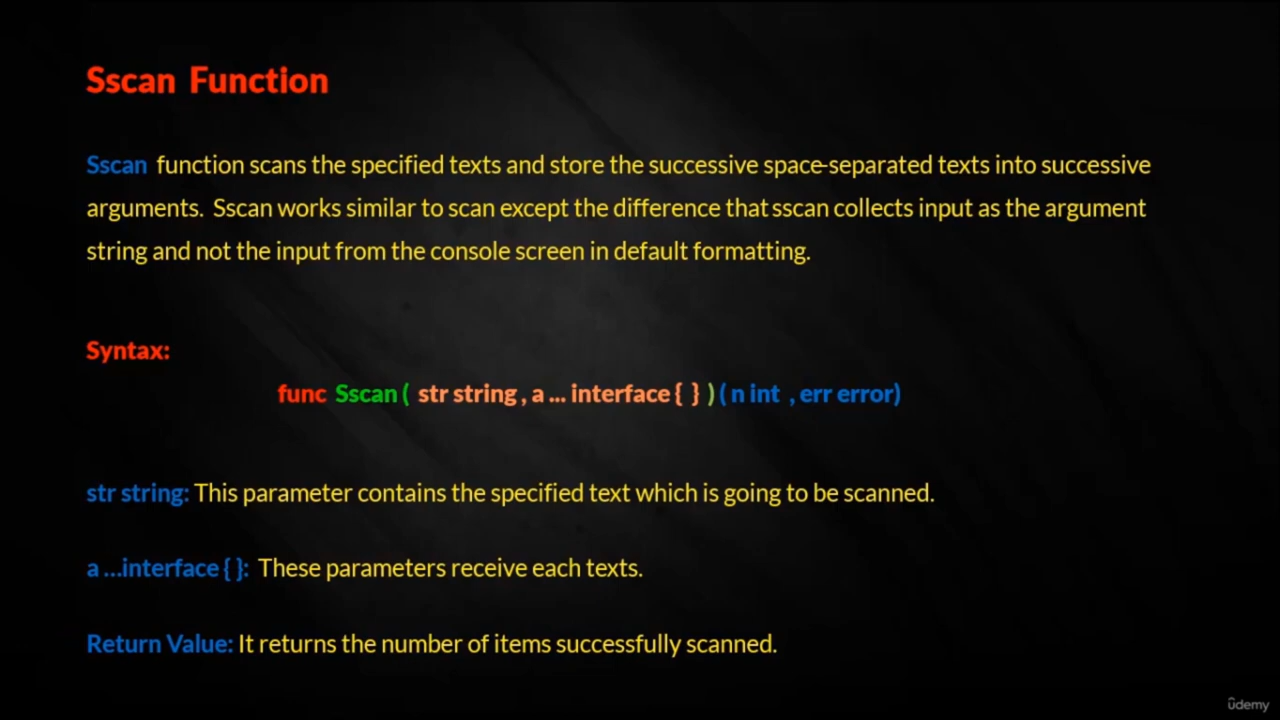 Sscan Function
Sscan function scans the specified texts and store the successive space-separated texts into successive
arguments. Sscan works similar to scan except the difference that sscan collects input as the argument
string and not the input from the console screen in default formatting.
Syntax:
func Sscan ( str string , a ... interface { } ) ( n int , err error)
str string: This parameter contains the specified text which is going to be scanned.
a ...interface { }: These parameters receive each texts.
Return Value: It returns the number of items successfully scanned.
ûdemy